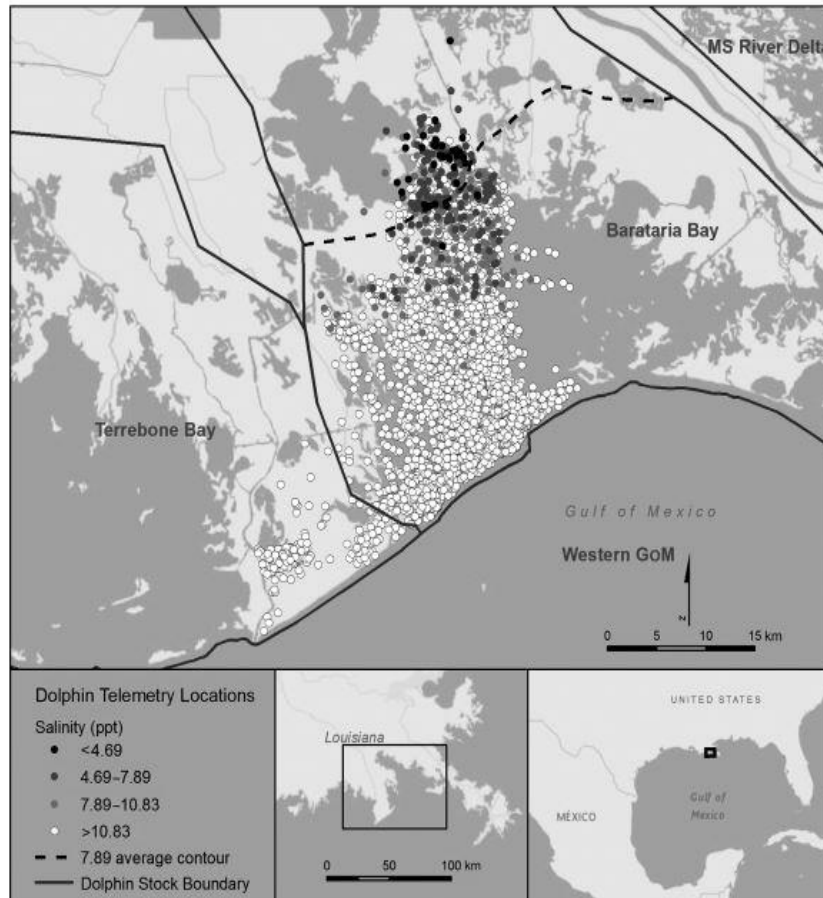 MS River Delta
Barataria Bay
Terrebone Bay
Gulf of Mexico
Western GoM
N
0 5 10 15 km
Dolphin Telemetry Locations
Salinity (ppt)
<4.69
4.69–7.89
7.89–10.83
>10.83
7.89 average contour
Dolphin Stock Boundary
Louisiana
0 50 100 km
UNITED STATES
MÉXICO
Gulf of
Mexico